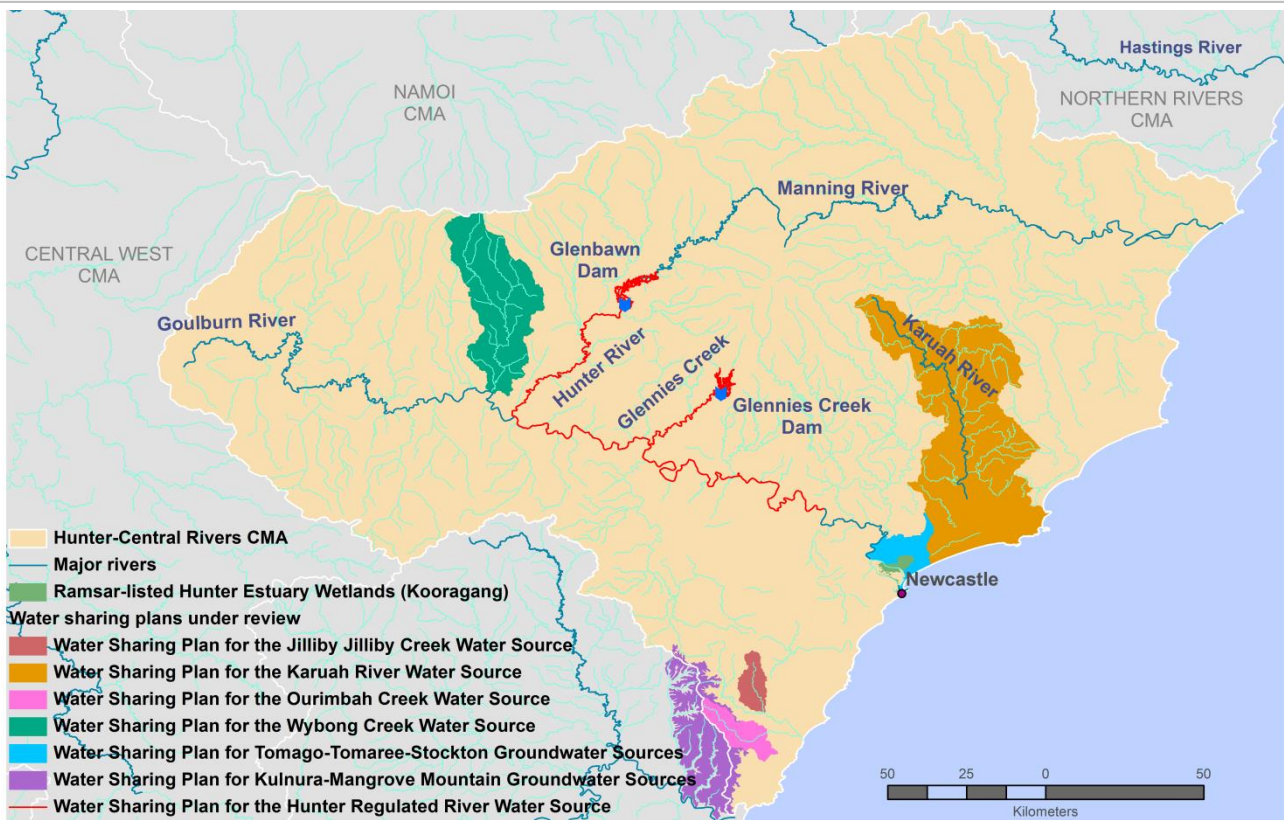 Hastings River
NAMOI
CMA
NORTHERN RIVERS
CMA
Manning River
CENTRAL WEST
CMA
Glenbawn
Dam
Goulburn River
Hunter River
Glennies Creek
Karuah River
Glennies Creek
Dam
Newcastle
Hunter-Central Rivers CMA
Major rivers
Ramsar-listed Hunter Estuary Wetlands (Kooragang)
Water sharing plans under review
Water Sharing Plan for the Jilliby Jilliby Creek Water Source
Water Sharing Plan for the Karuah River Water Source
Water Sharing Plan for the Ourimbah Creek Water Source
Water Sharing Plan for the Wybong Creek Water Source
Water Sharing Plan for Tomago-Tomaree-Stockton Groundwater Sources
Water Sharing Plan for Kulnura-Mangrove Mountain Groundwater Sources
Water Sharing Plan for the Hunter Regulated River Water Source
50 25 0 50
Kilometers